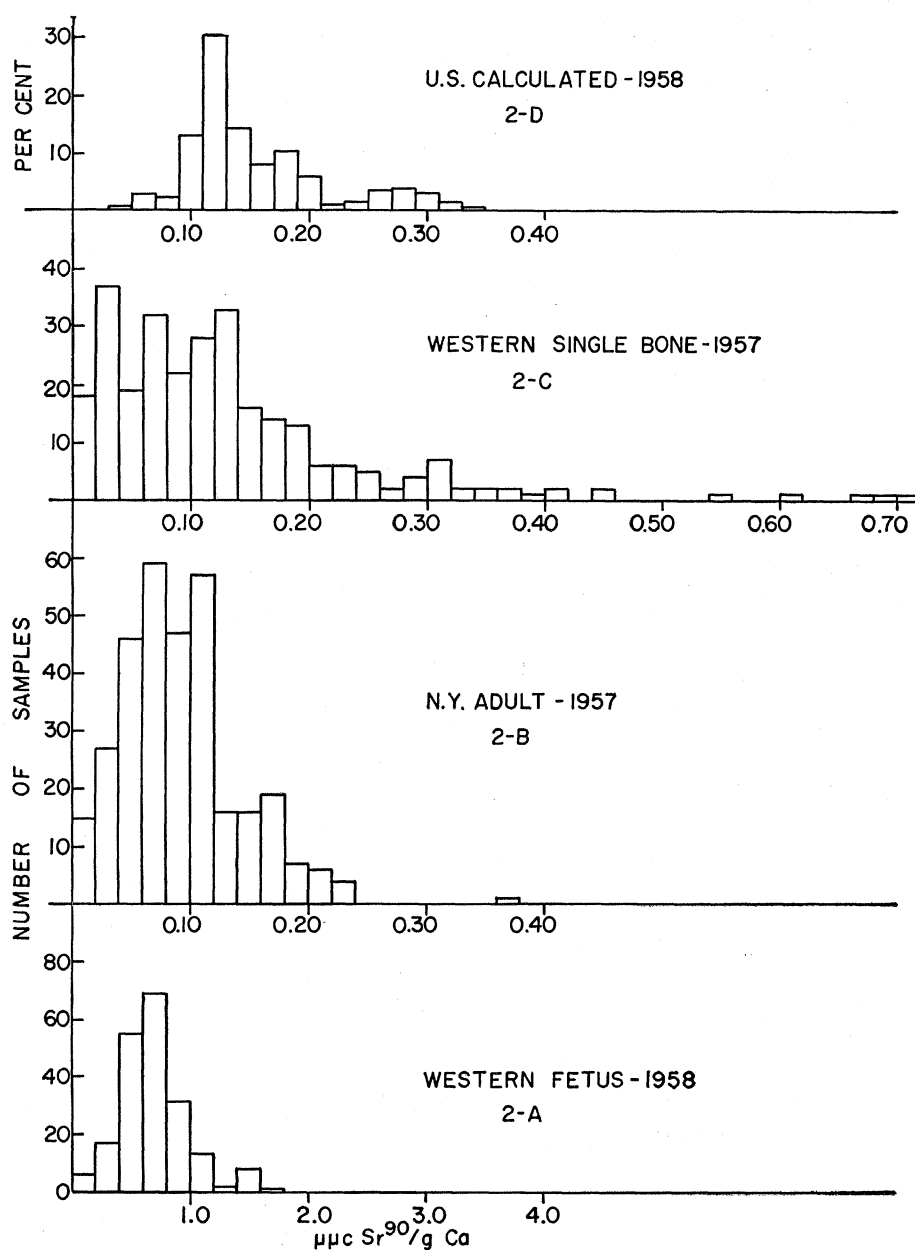 PER CENT
30
20
10
U.S. CALCULATED - 1958
2-D
0.10 0.20 0.30 0.40
40
30
20
10
WESTERN SINGLE BONE - 1957
2-C
0.10 0.20 0.30 0.40 0.50 0.60 0.70
NUMBER OF SAMPLES
60
50
40
30
20
10
N.Y. ADULT - 1957
2-B
0.10 0.20 0.30 0.40
80
60
40
20
0
WESTERN FETUS - 1958
2-A
1.0 2.0 3.0 4.0
μμc Sr⁹⁰/g Ca